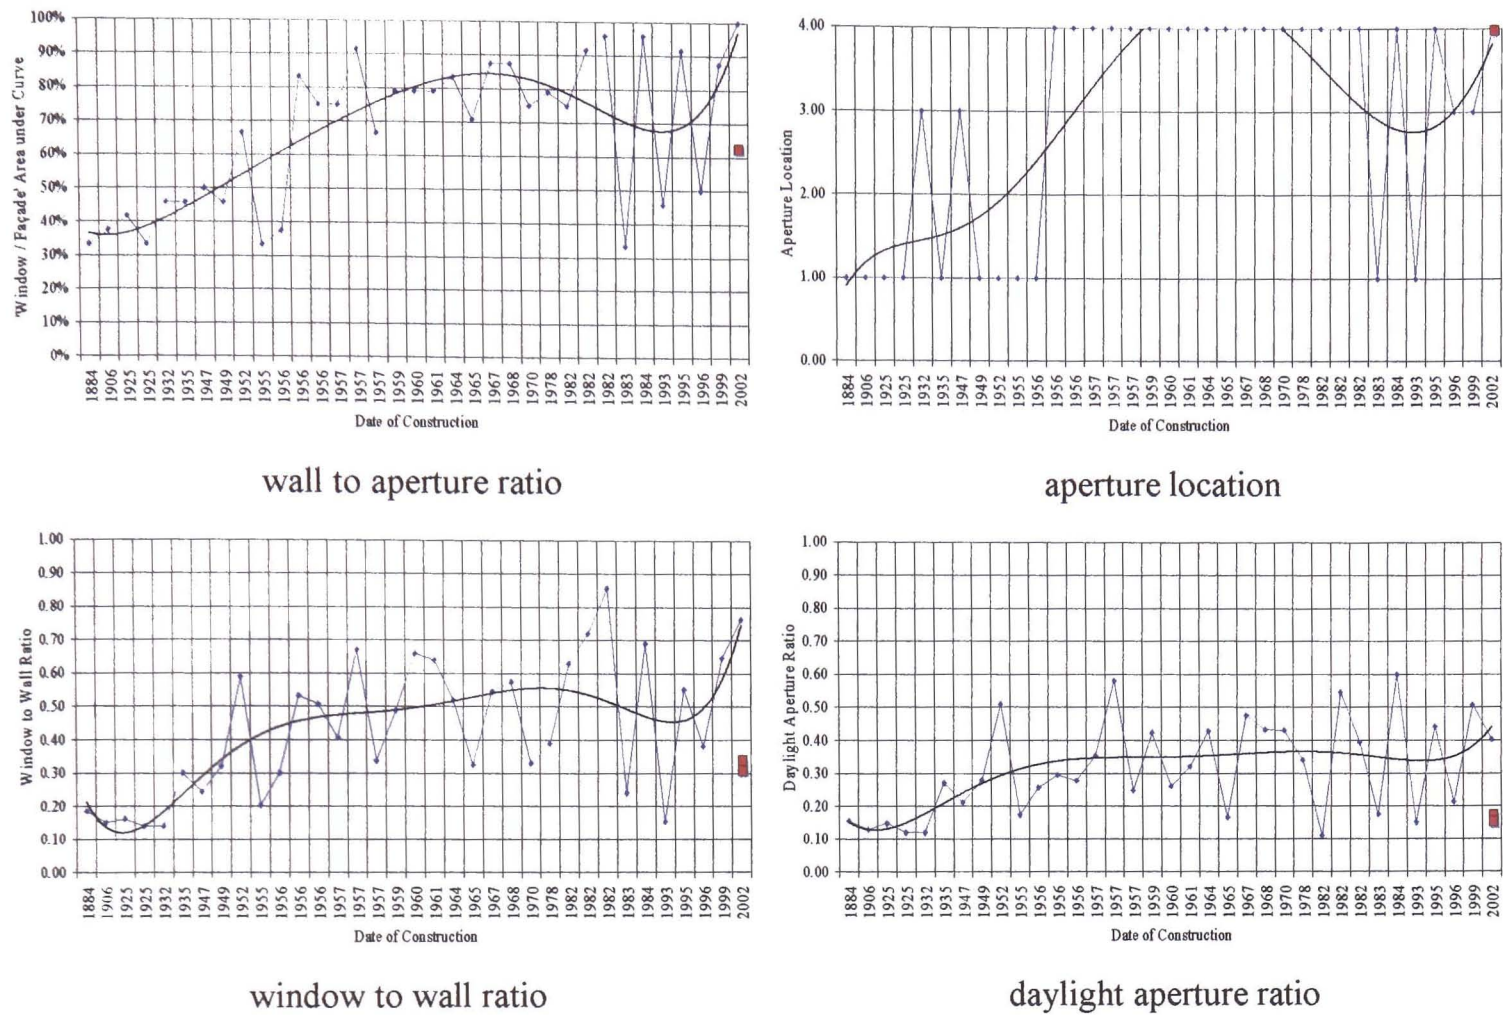 100%
90%
80%
70%
60%
50%
40%
30%
20%
10%
0%
'Window / Façade' Area under Curve
1884 1906 1925 1925 1932 1935 1947 1949 1952 1955 1956 1956 1956 1957 1957 1957 1959 1960 1961 1964 1965 1967 1968 1970 1978 1982 1982 1982 1983 1984 1993 1995 1996 1999 2002
Date of Construction
wall to aperture ratio
4.00
3.00
2.00
1.00
0.00
Aperture Location
1884 1906 1925 1925 1932 1935 1947 1949 1952 1955 1956 1956 1956 1957 1957 1957 1959 1960 1961 1964 1965 1967 1968 1970 1978 1982 1982 1982 1983 1984 1993 1995 1996 1999 2002
Date of Construction
aperture location
1.00
0.90
0.80
0.70
0.60
0.50
0.40
0.30
0.20
0.10
0.00
Window to Wall Ratio
1884 1906 1925 1925 1932 1935 1947 1949 1952 1955 1956 1956 1956 1957 1957 1957 1959 1960 1961 1964 1965 1967 1968 1970 1978 1982 1982 1982 1983 1984 1993 1995 1996 1999 2002
Date of Construction
window to wall ratio
1.00
0.90
0.80
0.70
0.60
0.50
0.40
0.30
0.20
0.10
0.00
Daylight Aperture Ratio
1884 1906 1925 1925 1932 1935 1947 1949 1952 1955 1956 1956 1956 1957 1957 1957 1959 1960 1961 1964 1965 1967 1968 1970 1978 1982 1982 1982 1983 1984 1993 1995 1996 1999 2002
Date of Construction
daylight aperture ratio